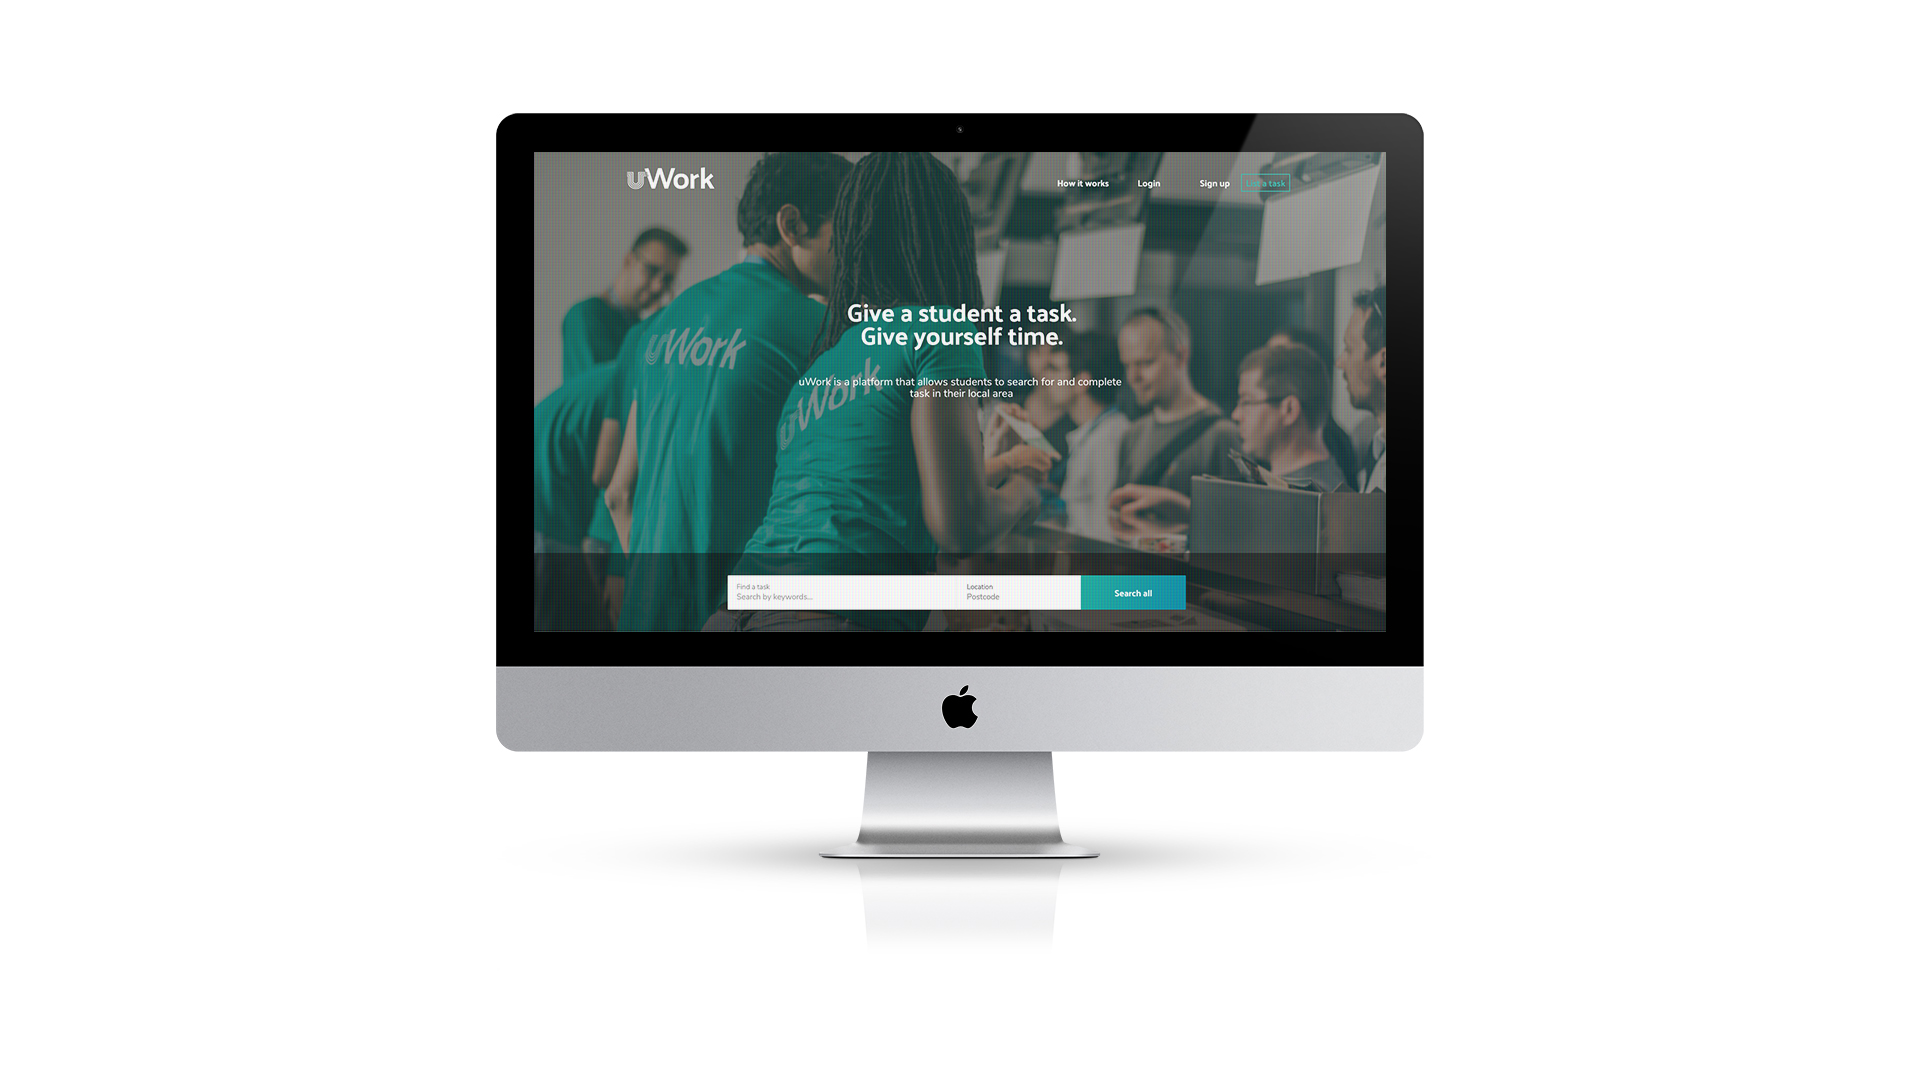 uWork
How it works Login Sign up List a task
uWork
uWork
Give a student a task.
Give yourself time.
uWork is a platform that allows students to search for and complete
task in their local area
Find a task Location
Search by keywords... Postcode
Search all